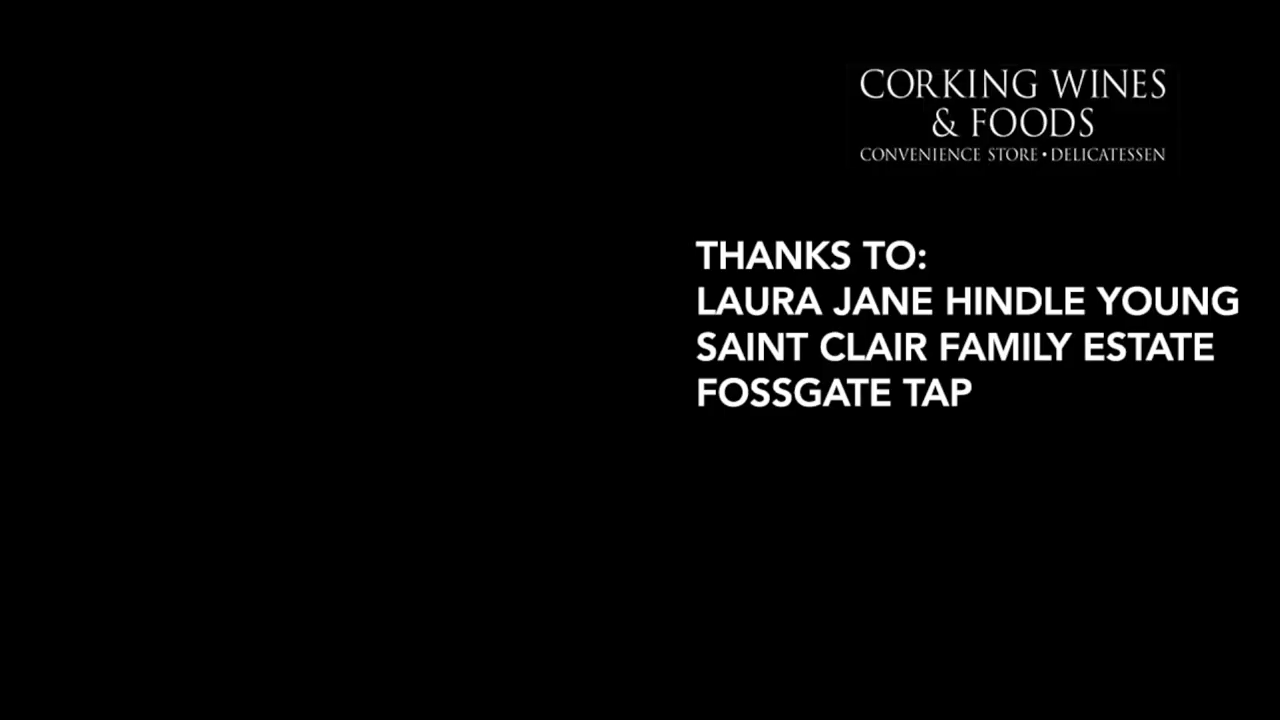 CORKING WINES
& FOODS
CONVENIENCE STORE • DELICATESSEN
THANKS TO:
LAURA JANE HINDLE YOUNG
SAINT CLAIR FAMILY ESTATE
FOSSGATE TAP